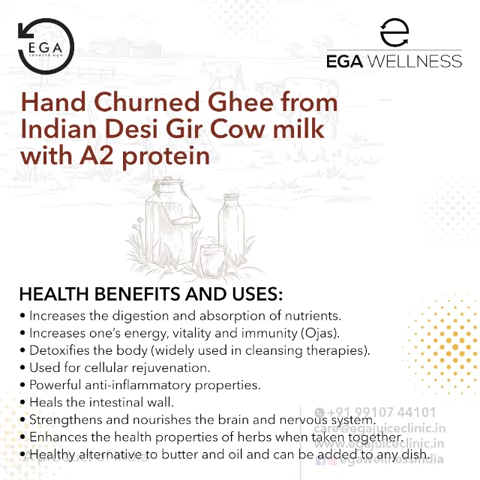 EGA
EGA WELLNESS
Hand Churned Ghee from
Indian Desi Gir Cow milk
with A2 protein
HEALTH BENEFITS AND USES:
• Increases the digestion and absorption of nutrients.
• Increases one's energy, vitality and immunity (Ojas).
• Detoxifies the body (widely used in cleansing therapies).
• Used for cellular rejuvenation.
• Powerful anti-inflammatory properties.
• Heals the intestinal wall.
+91 99107 44101
• Strengthens and nourishes the brain and nervous system.
care@egajuiceclinic.in
• Enhances the health properties of herbs when taken together.
www.egajuiceclinic.in
• Healthy alternative to butter and oil and can be added to any dish.
egawellnessindia